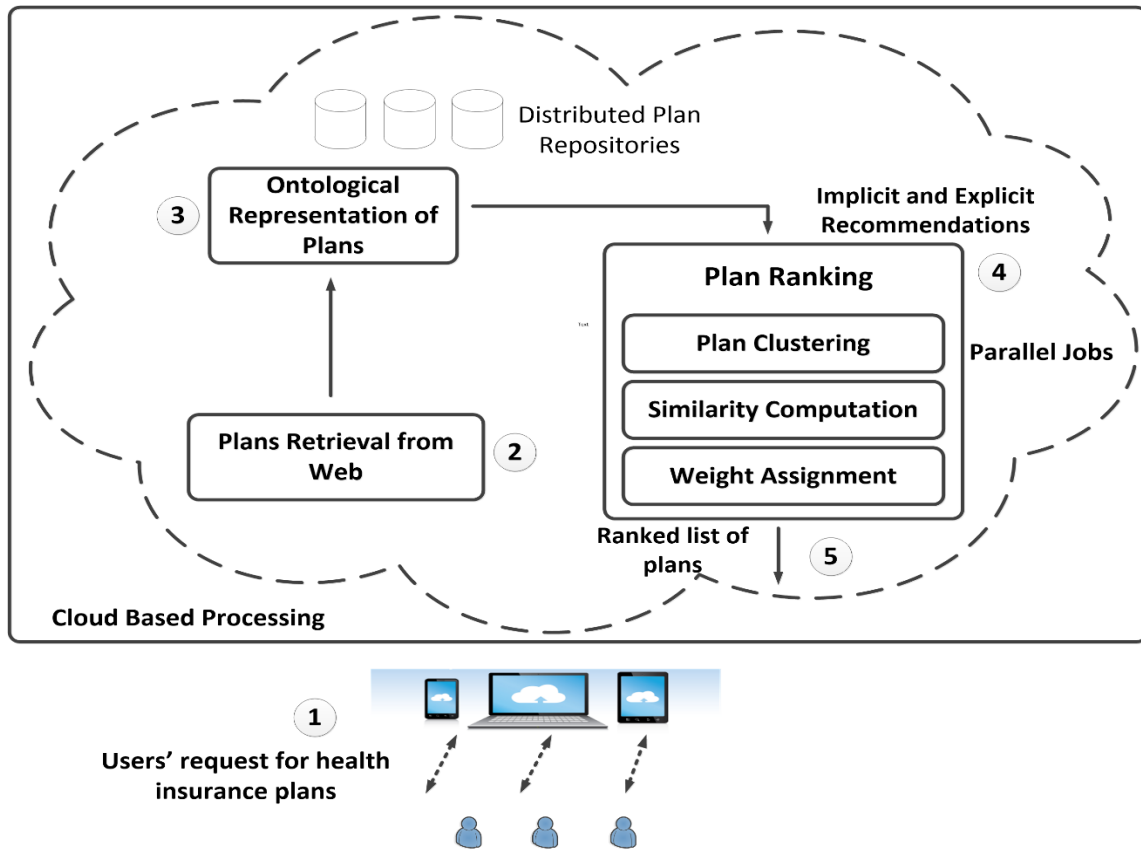 Distributed Plan
Repositories
3
Ontological
Representation of
Plans
Implicit and Explicit
Recommendations
4
Plan Ranking
Text
Plan Clustering
Parallel Jobs
Similarity Computation
Weight Assignment
Plans Retrieval from
Web
2
Ranked list of
plans
5
Cloud Based Processing
1
Users’ request for health
insurance plans